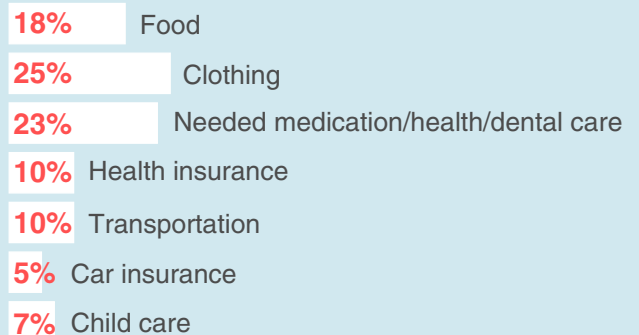 18% Food
25% Clothing
23% Needed medication/health/dental care
10% Health insurance
10% Transportation
5% Car insurance
7% Child care